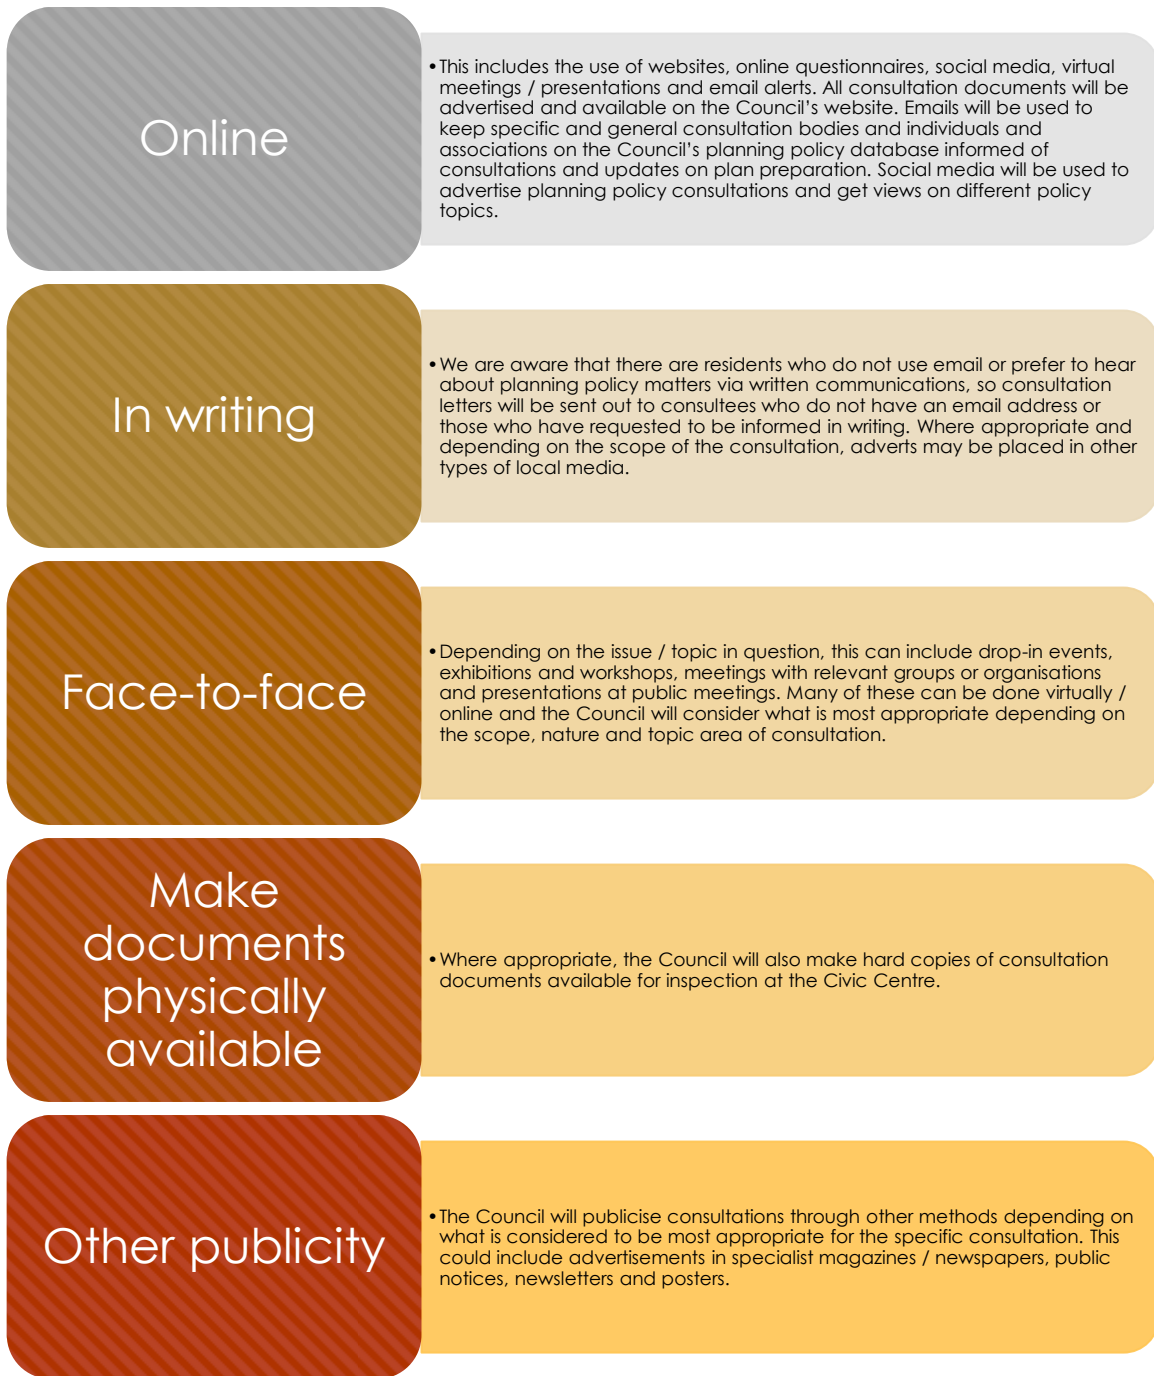 Online
•This includes the use of websites, online questionnaires, social media, virtual
meetings / presentations and email alerts. All consultation documents will be
advertised and available on the Council's website. Emails will be used to
keep specific and general consultation bodies and individuals and
associations on the Council's planning policy database informed of
consultations and updates on plan preparation. Social media will be used to
advertise planning policy consultations and get views on different policy
topics.
In writing
•We are aware that there are residents who do not use email or prefer to hear
about planning policy matters via written communications, so consultation
letters will be sent out to consultees who do not have an email address or
those who have requested to be informed in writing. Where appropriate and
depending on the scope of the consultation, adverts may be placed in other
types of local media.
Face-to-face
•Depending on the issue / topic in question, this can include drop-in events,
exhibitions and workshops, meetings with relevant groups or organisations
and presentations at public meetings. Many of these can be done virtually /
online and the Council will consider what is most appropriate depending on
the scope, nature and topic area of consultation.
Make
documents
physically
available
•Where appropriate, the Council will also make hard copies of consultation
documents available for inspection at the Civic Centre.
Other publicity
•The Council will publicise consultations through other methods depending on
what is considered to be most appropriate for the specific consultation. This
could include advertisements in specialist magazines / newspapers, public
notices, newsletters and posters.